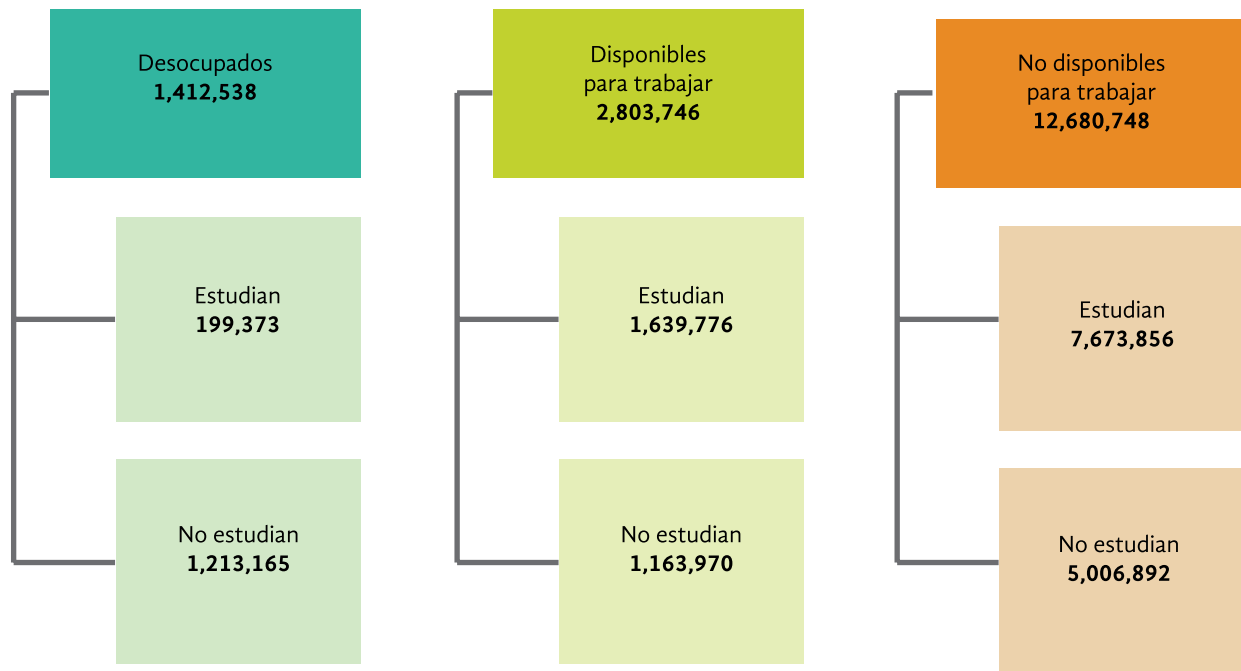 Desocupados
1,412,538
Estudian
199,373
No estudian
1,213,165
Disponibles
para trabajar
2,803,746
Estudian
1,639,776
No estudian
1,163,970
No disponibles
para trabajar
12,680,748
Estudian
7,673,856
No estudian
5,006,892